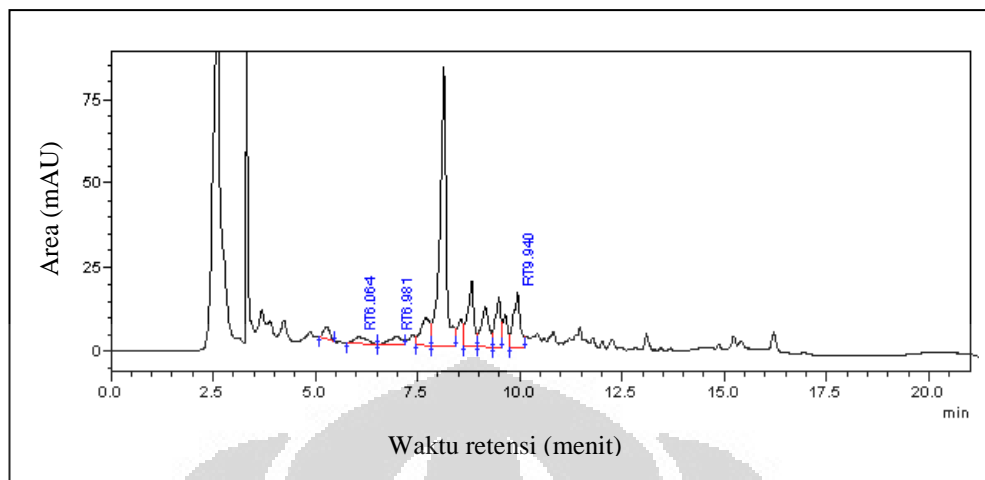 Area (mAU)
75
50
25
0
RT6.064
RT6.981
RT9.940
0.0 2.5 5.0 7.5 10.0 12.5 15.0 17.5 20.0
min
Waktu retensi (menit)